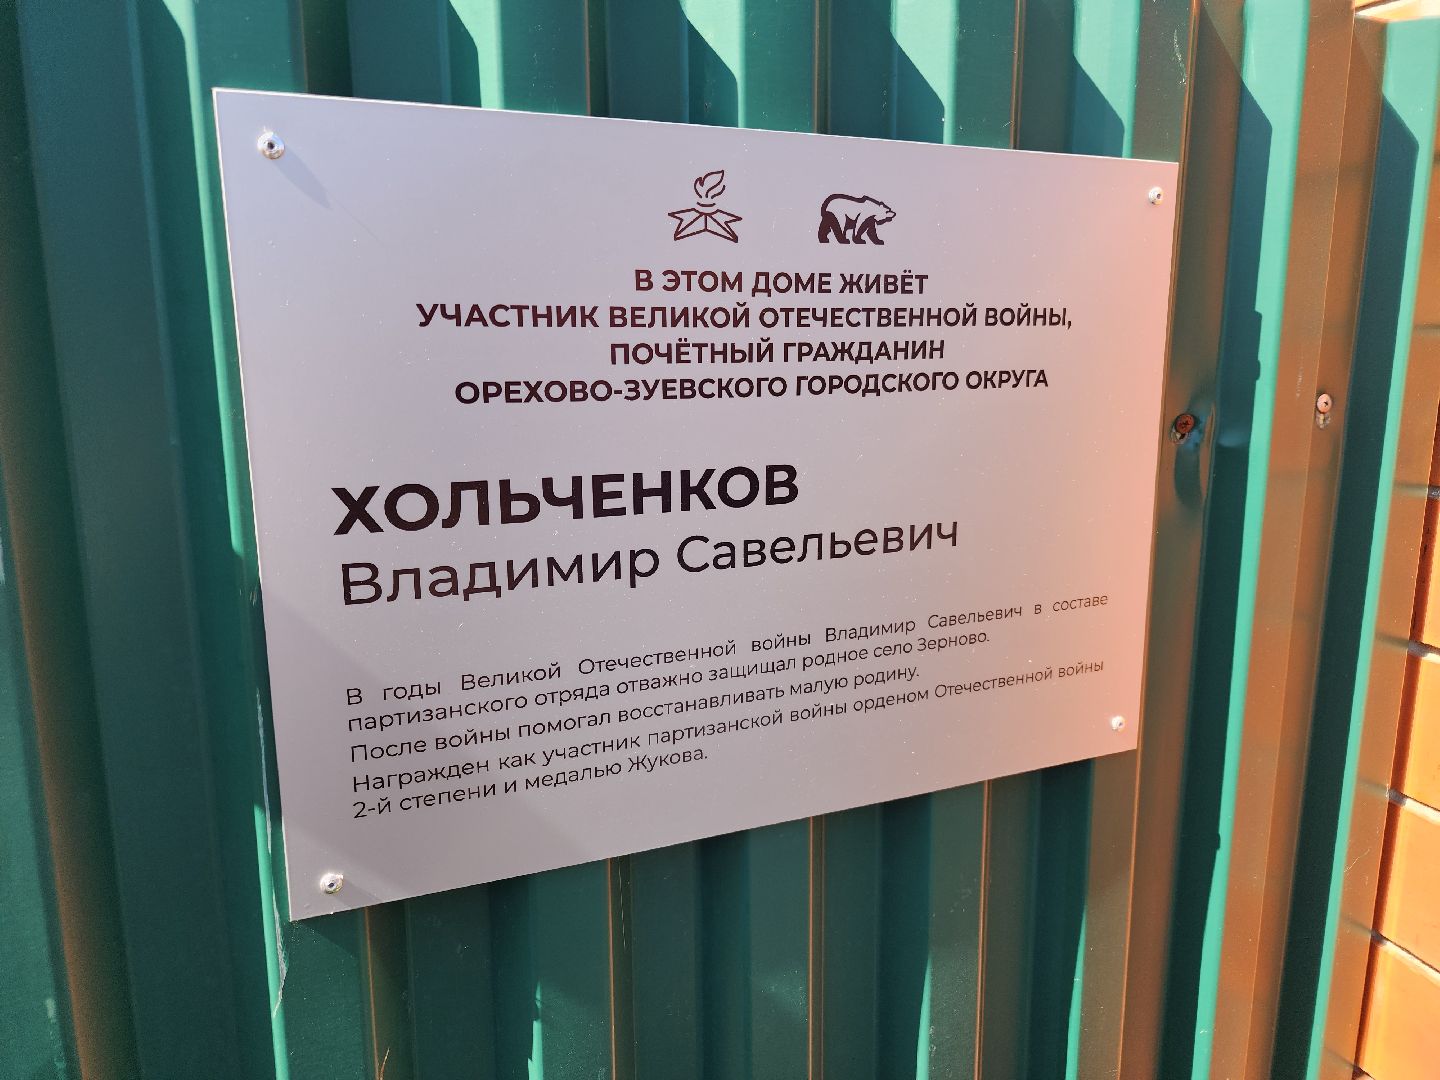 В ЭТОМ ДОМЕ ЖИВЁТ
УЧАСТНИК ВЕЛИКОЙ ОТЕЧЕСТВЕННОЙ ВОЙНЫ,
ПОЧЁТНЫЙ ГРАЖДАНИН
ОРЕХОВО-ЗУЕВСКОГО ГОРОДСКОГО ОКРУГА
ХОЛЬЧЕНКОВ
Владимир Савельевич
В годы Великой Отечественной войны Владимир Савельевич в составе
партизанского отряда отважно защищал родное село Зерново.
После войны помогал восстанавливать малую родину.
Награжден как участник партизанской войны орденом Отечественной войны
2-й степени и медалью Жукова.